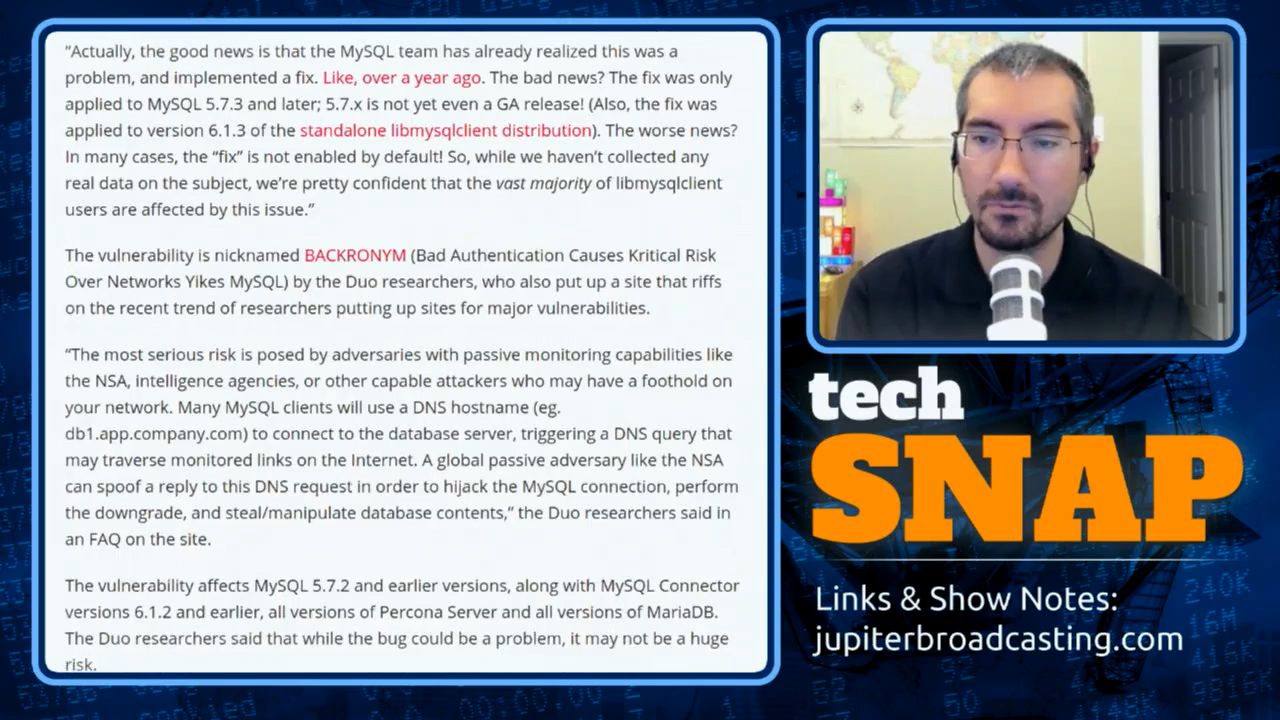 “Actually, the good news is that the MySQL team has already realized this was a
problem, and implemented a fix. Like, over a year ago. The bad news? The fix was only
applied to MySQL 5.7.3 and later; 5.7.x is not yet even a GA release! (Also, the fix was
applied to version 6.1.3 of the standalone libmysqlclient distribution). The worse news?
In many cases, the “fix” is not enabled by default! So, while we haven’t collected any
real data on the subject, we’re pretty confident that the vast majority of libmysqlclient
users are affected by this issue.”
The vulnerability is nicknamed BACKRONYM (Bad Authentication Causes Kritical Risk
Over Networks Yikes MySQL) by the Duo researchers, who also put up a site that riffs
on the recent trend of researchers putting up sites for major vulnerabilities.
“The most serious risk is posed by adversaries with passive monitoring capabilities like
the NSA, intelligence agencies, or other capable attackers who may have a foothold on
your network. Many MySQL clients will use a DNS hostname (eg.
db1.app.company.com) to connect to the database server, triggering a DNS query that
may traverse monitored links on the Internet. A global passive adversary like the NSA
can spoof a reply to this DNS request in order to hijack the MySQL connection, perform
the downgrade, and steal/manipulate database contents,” the Duo researchers said in
an FAQ on the site.
The vulnerability affects MySQL 5.7.2 and earlier versions, along with MySQL Connector
versions 6.1.2 and earlier, all versions of Percona Server and all versions of MariaDB.
The Duo researchers said that while the bug could be a problem, it may not be a huge
risk.
tech
SNAP
Links & Show Notes:
jupiterbroadcasting.com